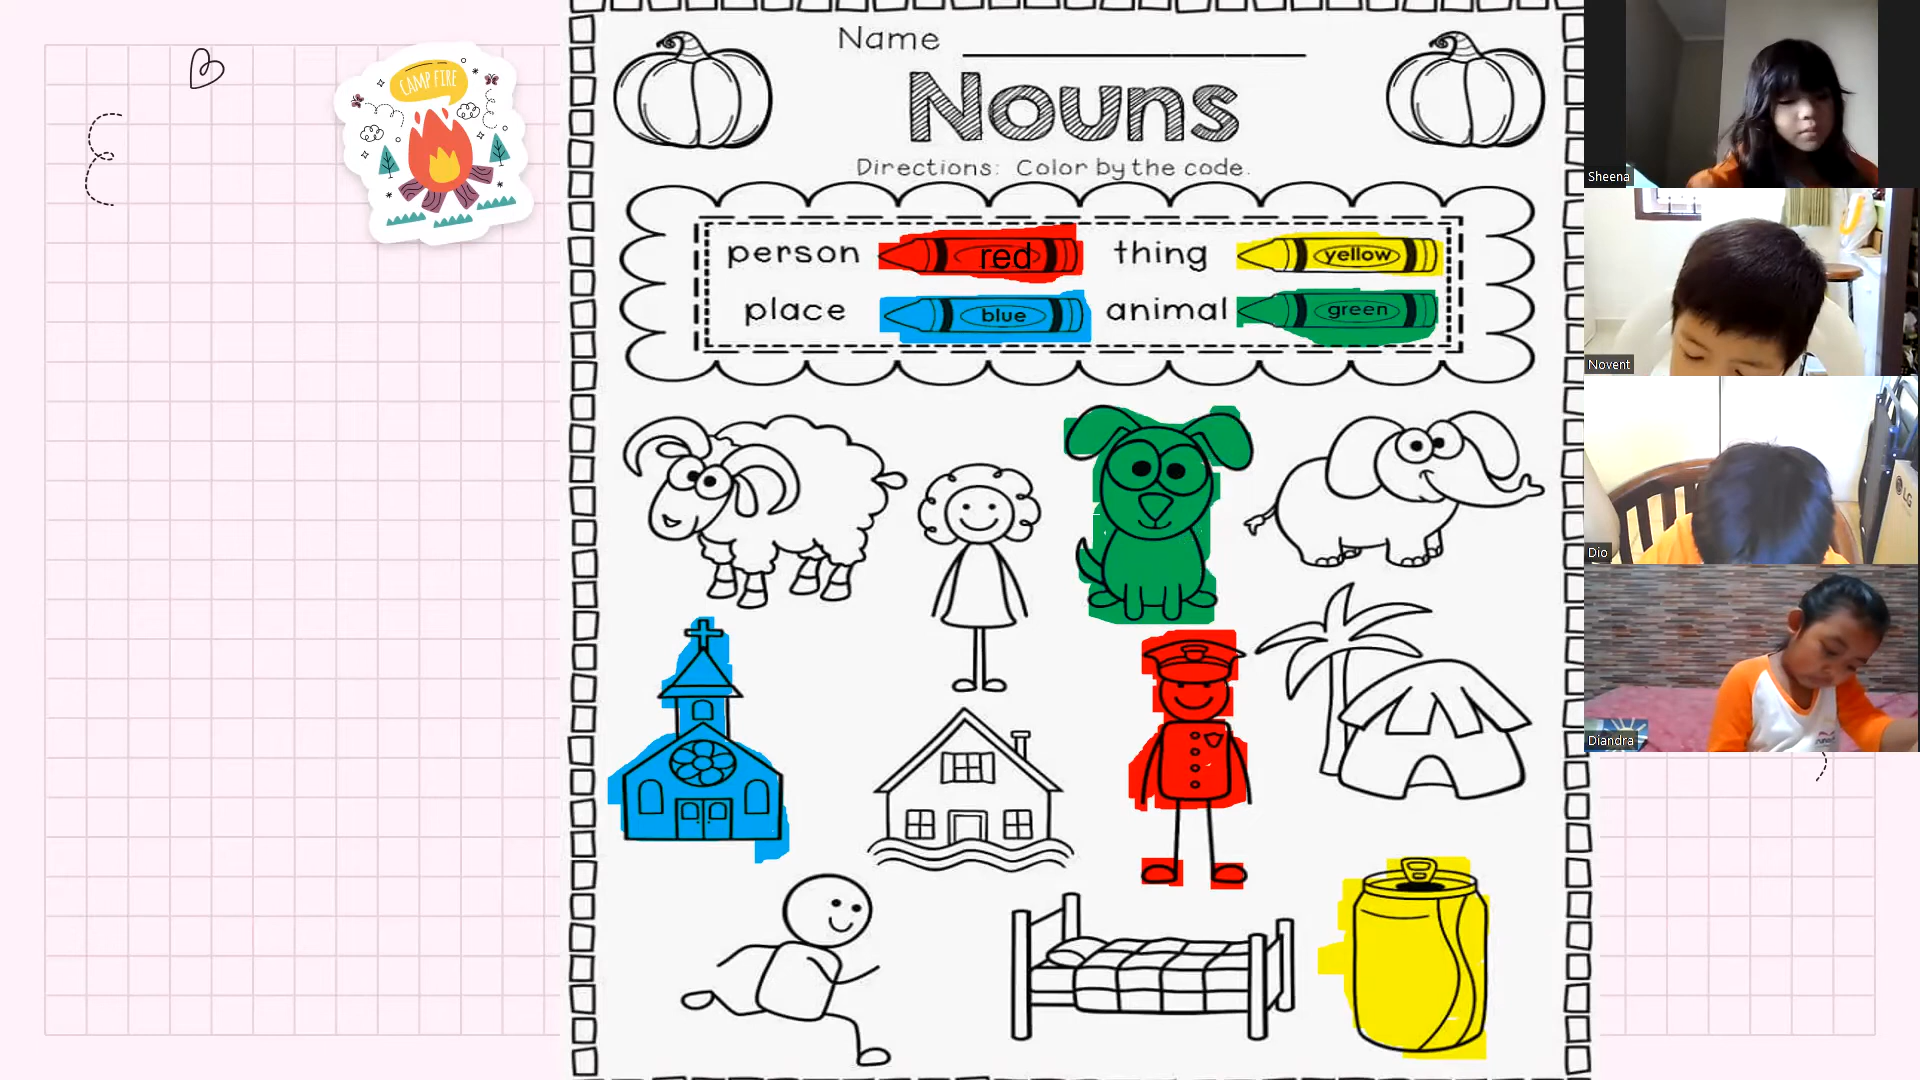 CAMP FIRE
Name
Nouns
Directions: Color by the code.
person red thing yellow
place blue animal green
Sheena
Novent
Dio
LG
Diandra